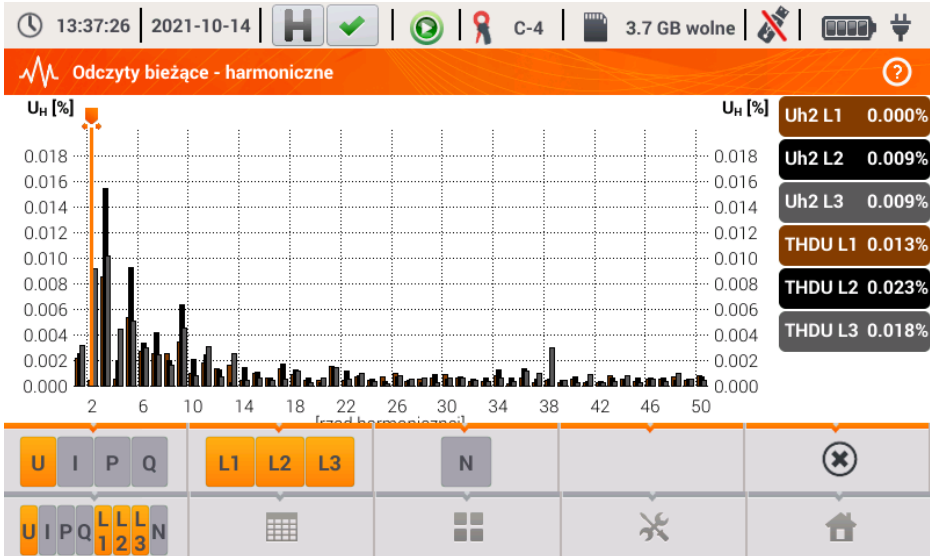 13:37:26 2021-10-14 H C-4 3.7 GB wolne
Odczyty bieżące - harmoniczne ?
U_H [%] U_H [%]
0.018 0.018
0.016 0.016
0.014 0.014
0.012 0.012
0.010 0.010
0.008 0.008
0.006 0.006
0.004 0.004
0.002 0.002
0.000 0.000
2 6 10 14 18 22 26 30 34 38 42 46 50
[rząd harmonicznej]
Uh2 L1 0.000%
Uh2 L2 0.009%
Uh2 L3 0.009%
THDU L1 0.013%
THDU L2 0.023%
THDU L3 0.018%
U I P Q L1 L2 L3 N
U I P Q L1 L2 L3 N